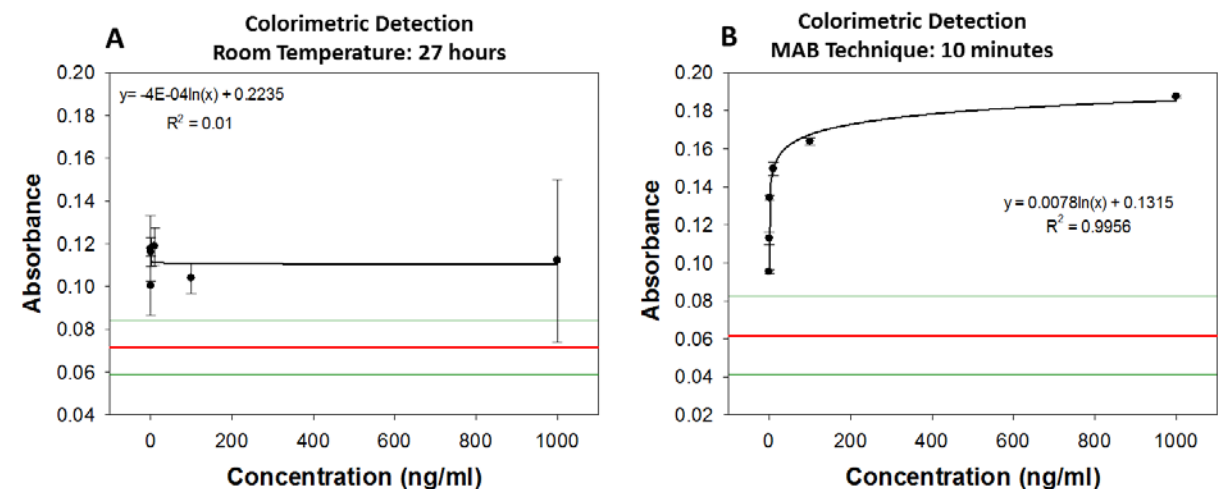 A
Colorimetric Detection
Room Temperature: 27 hours
y= -4E-04ln(x) + 0.2235
R² = 0.01
Absorbance
0.20
0.18
0.16
0.14
0.12
0.10
0.08
0.06
0.04
0 200 400 600 800 1000
Concentration (ng/ml)
B
Colorimetric Detection
MAB Technique: 10 minutes
y = 0.0078ln(x) + 0.1315
R² = 0.9956
Absorbance
0.20
0.18
0.16
0.14
0.12
0.10
0.08
0.06
0.04
0.02
0 200 400 600 800 1000
Concentration (ng/ml)